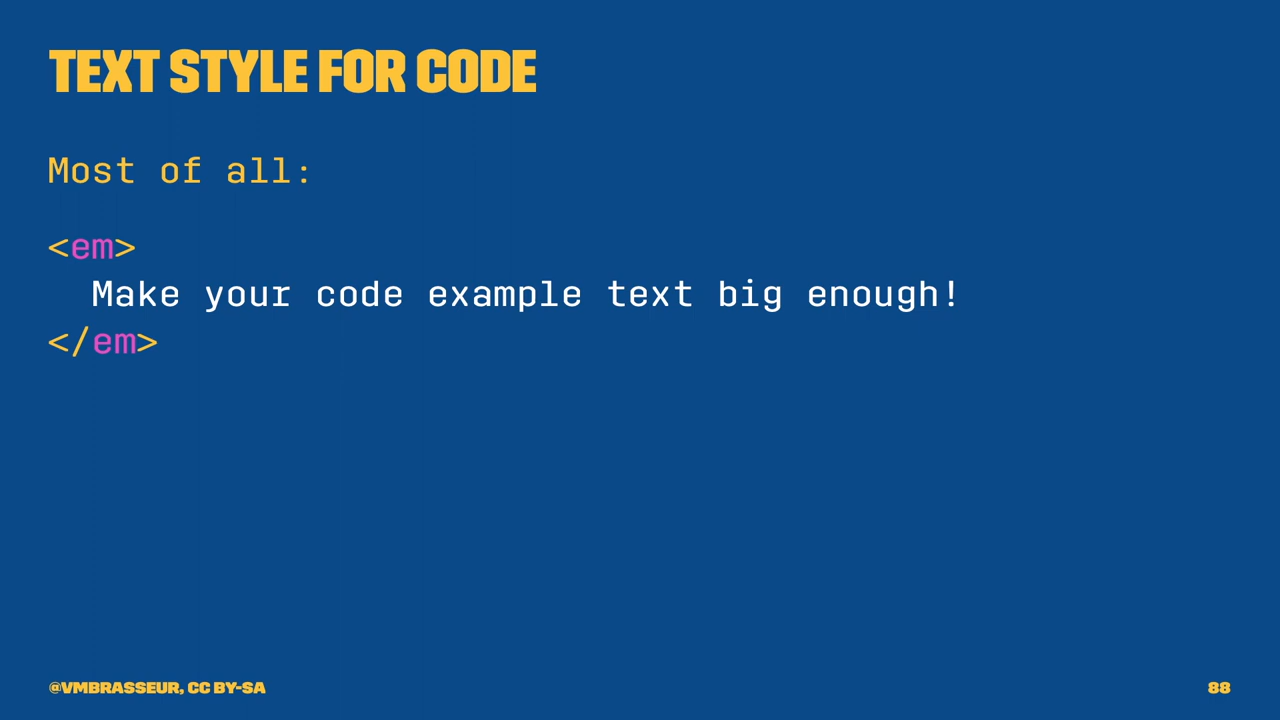 TEXT STYLE FOR CODE
Most of all:
<em>
  Make your code example text big enough!
</em>
@VMBRASSEUR, CC BY-SA
88